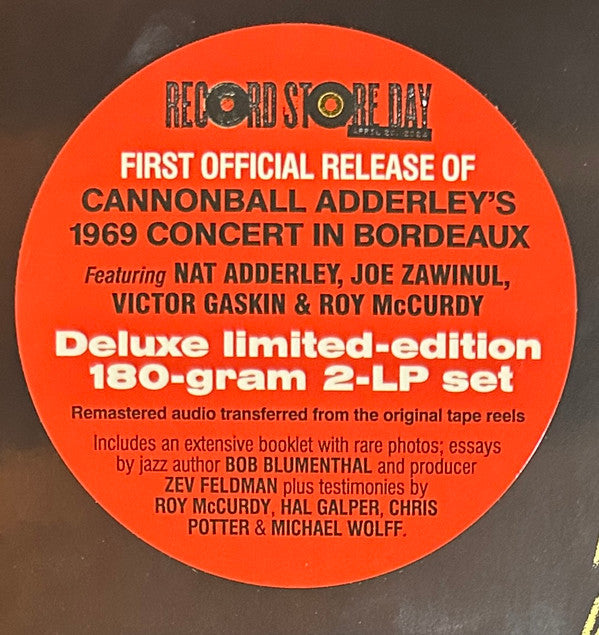 RECORD STORE DAY
APRIL 20, 2024
FIRST OFFICIAL RELEASE OF
CANNONBALL ADDERLEY'S
1969 CONCERT IN BORDEAUX
Featuring NAT ADDERLEY, JOE ZAWINUL,
VICTOR GASKIN & ROY McCURDY
Deluxe limited-edition
180-gram 2-LP set
Remastered audio transferred from the original tape reels
Includes an extensive booklet with rare photos; essays
by jazz author BOB BLUMENTHAL and producer
ZEV FELDMAN plus testimonies by
ROY McCURDY, HAL GALPER, CHRIS
POTTER & MICHAEL WOLFF.